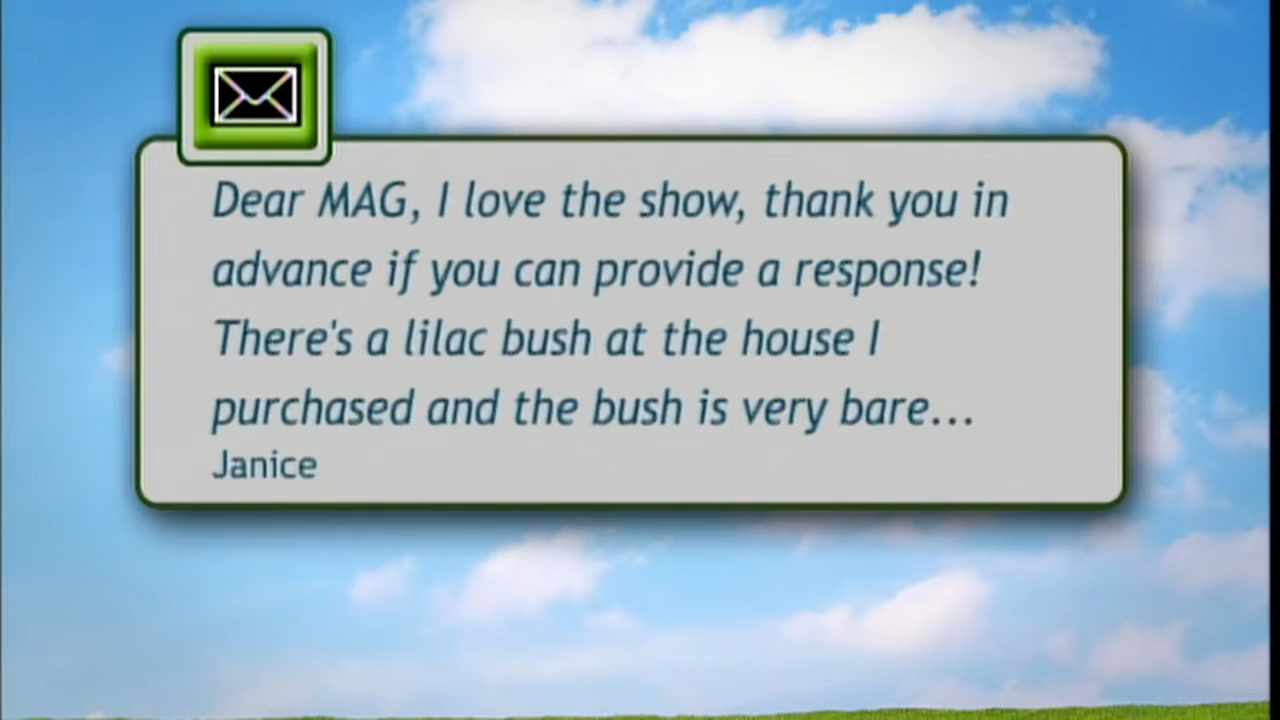 Dear MAG, I love the show, thank you in
advance if you can provide a response!
There's a lilac bush at the house I
purchased and the bush is very bare...
Janice